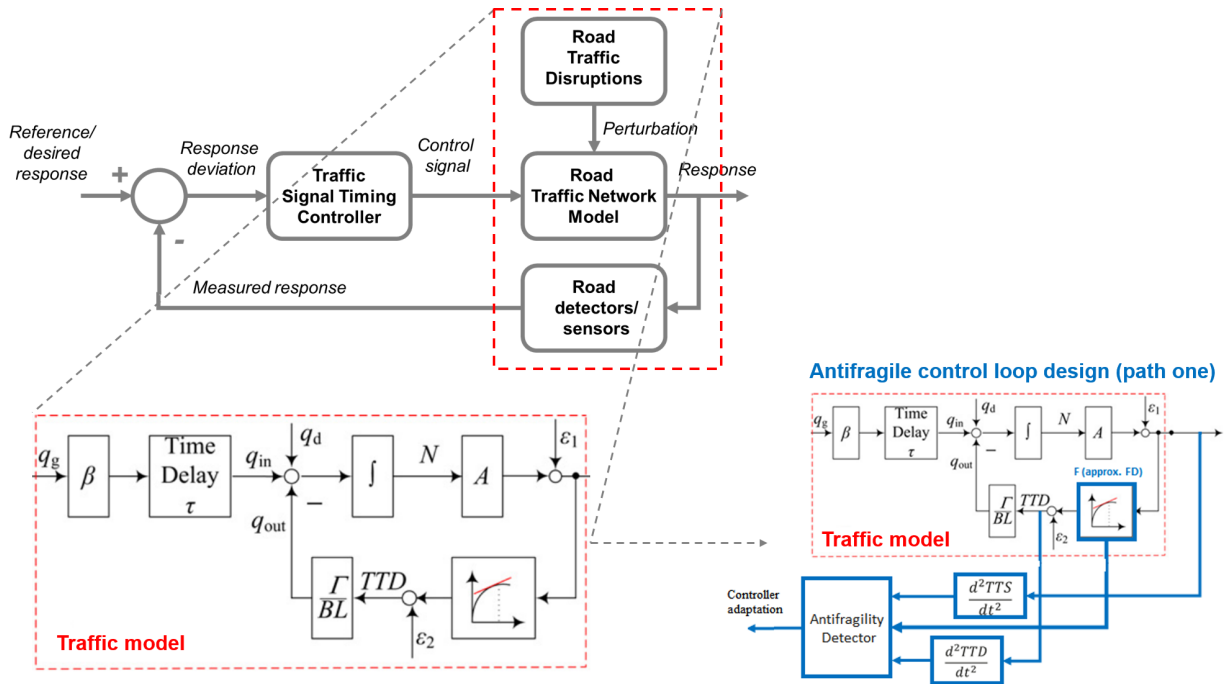 Road
Traffic
Disruptions
Reference/
desired
response
+
Response
deviation
Control
signal
Perturbation
Response
Traffic
Signal Timing
Controller
Road
Traffic Network
Model
-
Measured response
Road
detectors/
sensors
Antifragile control loop design (path one)
q_g
β
Time
Delay
τ
q_in
q_d
−
∫
N
A
ε_1
q_out
Γ
BL
TTD
ε_2
Traffic model
q_g
β
Time
Delay
τ
q_in
q_d
−
∫
N
A
ε_1
q_out
F (approx. FD)
Γ
BL
TTD
ε_2
Traffic model
Controller
adaptation
Antifragility
Detector
d²TTS
dt²
d²TTD
dt²